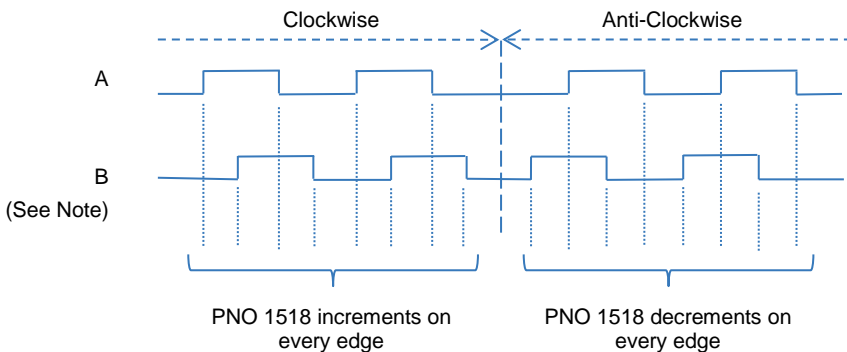 Clockwise
Anti-Clockwise
A
B
(See Note)
PNO 1518 increments on
every edge
PNO 1518 decrements on
every edge